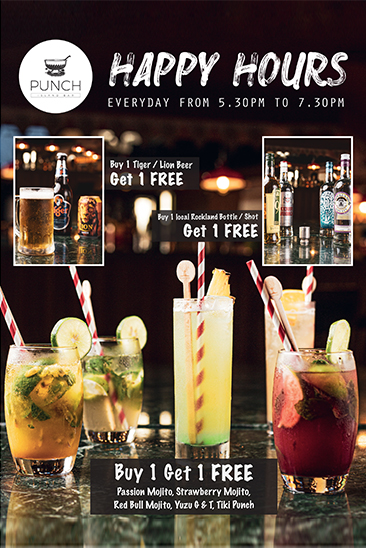 PUNCH
HAPPY HOURS
EVERYDAY FROM 5.30PM TO 7.30PM
Buy 1 Tiger / Lion Beer
Get 1 FREE
Buy 1 local Rockland Bottle / Shot
Get 1 FREE
Tiger
LION
Buy 1 Get 1 FREE
Passion Mojito, Strawberry Mojito,
Red Bull Mojito, Yuzu G & T, Tiki Punch